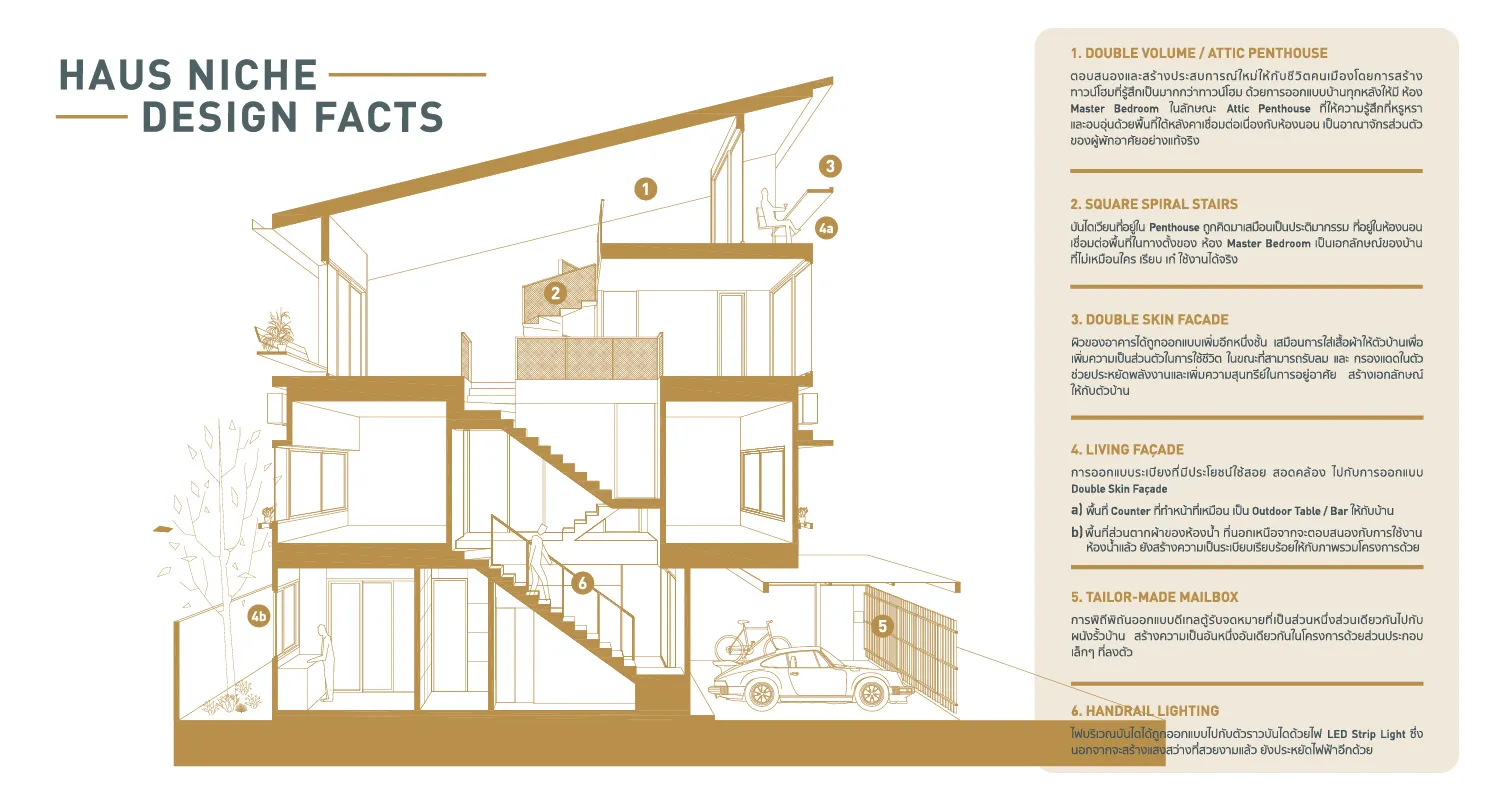 HAUS NICHE
DESIGN FACTS
1
3
4a
2
6
4b
5
1. DOUBLE VOLUME / ATTIC PENTHOUSE
ตอบสนองและสร้างประสบการณ์ใหม่ให้กับชีวิตคนเมืองโดยการสร้าง
ทาวน์โฮมที่รู้สึกเป็นมากกว่าทาวน์โฮม ด้วยการออกแบบบ้านทุกหลังให้มี ห้อง
Master Bedroom ในลักษณะ Attic Penthouse ที่ให้ความรู้สึกที่หรูหรา
และอบอุ่นด้วยพื้นที่ใต้หลังคาเชื่อมต่อเนื่องกับห้องนอน เป็นอาณาจักรส่วนตัว
ของผู้พักอาศัยอย่างแท้จริง
2. SQUARE SPIRAL STAIRS
บันไดเวียนที่อยู่ใน Penthouse ถูกคิดมาเสมือนเป็นประติมากรรม ที่อยู่ในห้องนอน
เชื่อมต่อพื้นที่ในทางตั้งของ ห้อง Master Bedroom เป็นเอกลักษณ์ของบ้าน
ที่ไม่เหมือนใคร เรียบ เก๋ ใช้งานได้จริง
3. DOUBLE SKIN FACADE
ผิวของอาคารได้ถูกออกแบบเพิ่มอีกหนึ่งชั้น เสมือนการใส่เสื้อผ้าให้ตัวบ้านเพื่อ
เพิ่มความเป็นส่วนตัวในการใช้ชีวิต ในขณะที่สามารถรับลม และ กรองแดดในตัว
ช่วยประหยัดพลังงานและเพิ่มความสุนทรีย์ในการอยู่อาศัย สร้างเอกลักษณ์
ให้กับตัวบ้าน
4. LIVING FAÇADE
การออกแบบระเบียงที่มีประโยชน์ใช้สอย สอดคล้อง ไปกับการออกแบบ
Double Skin Façade
a) พื้นที่ Counter ที่ทำหน้าที่เหมือน เป็น Outdoor Table / Bar ให้กับบ้าน
b) พื้นที่ส่วนตากผ้าของห้องน้ำ ที่นอกเหนือจากจะตอบสนองกับการใช้งาน
ห้องน้ำแล้ว ยังสร้างความเป็นระเบียบเรียบร้อยให้กับภาพรวมโครงการด้วย
5. TAILOR-MADE MAILBOX
การพิถีพิถันออกแบบดีเทลตู้รับจดหมายที่เป็นส่วนหนึ่งส่วนเดียวกันไปกับ
ผนังรั้วบ้าน สร้างความเป็นอันหนึ่งอันเดียวกันในโครงการด้วยส่วนประกอบ
เล็กๆ ที่ลงตัว
6. HANDRAIL LIGHTING
ไฟบริเวณบันไดได้ถูกออกแบบไปกับตัวราวบันไดด้วยไฟ LED Strip Light ซึ่ง
นอกจากจะสร้างแสงสว่างที่สวยงามแล้ว ยังประหยัดไฟฟ้าอีกด้วย